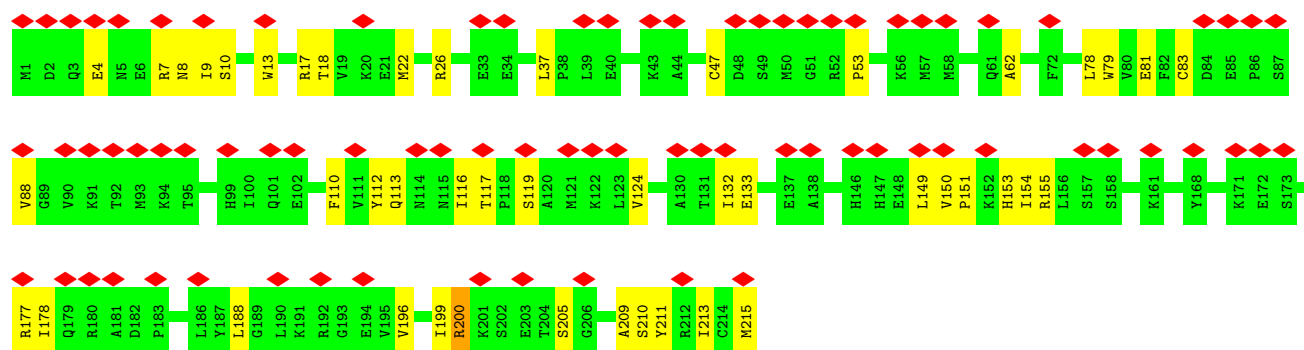 M1 D2 Q3 E4 N5 E6 R7 N8 I9 S10 W13 R17 T18 V19 K20 E21 M22 R26 E33 E34 L37 P38 L39 E40 K43 A44 C47 D48 S49 M50 G51 R52 P53 K56 M57 M58 Q61 A62 F72 L78 W79 V80 E81 F82 C83 D84 E85 P86 S87
V88 G89 V90 K91 T92 M93 K94 T95 H99 I100 Q101 E102 F110 V111 Y112 Q113 N114 N115 I116 T117 P118 S119 A120 M121 K122 L123 V124 A130 T131 I132 E133 E137 A138 H146 H147 E148 L149 V150 P151 K152 H153 I154 R155 L156 S157 S158 K161 Y168 K171 E172 S173
R177 I178 Q179 R180 A181 D182 P183 L186 Y187 L188 G189 L190 K191 R192 G193 E194 V195 V196 I199 R200 K201 S202 E203 T204 S205 G206 A209 S210 Y211 R212 I213 C214 M215